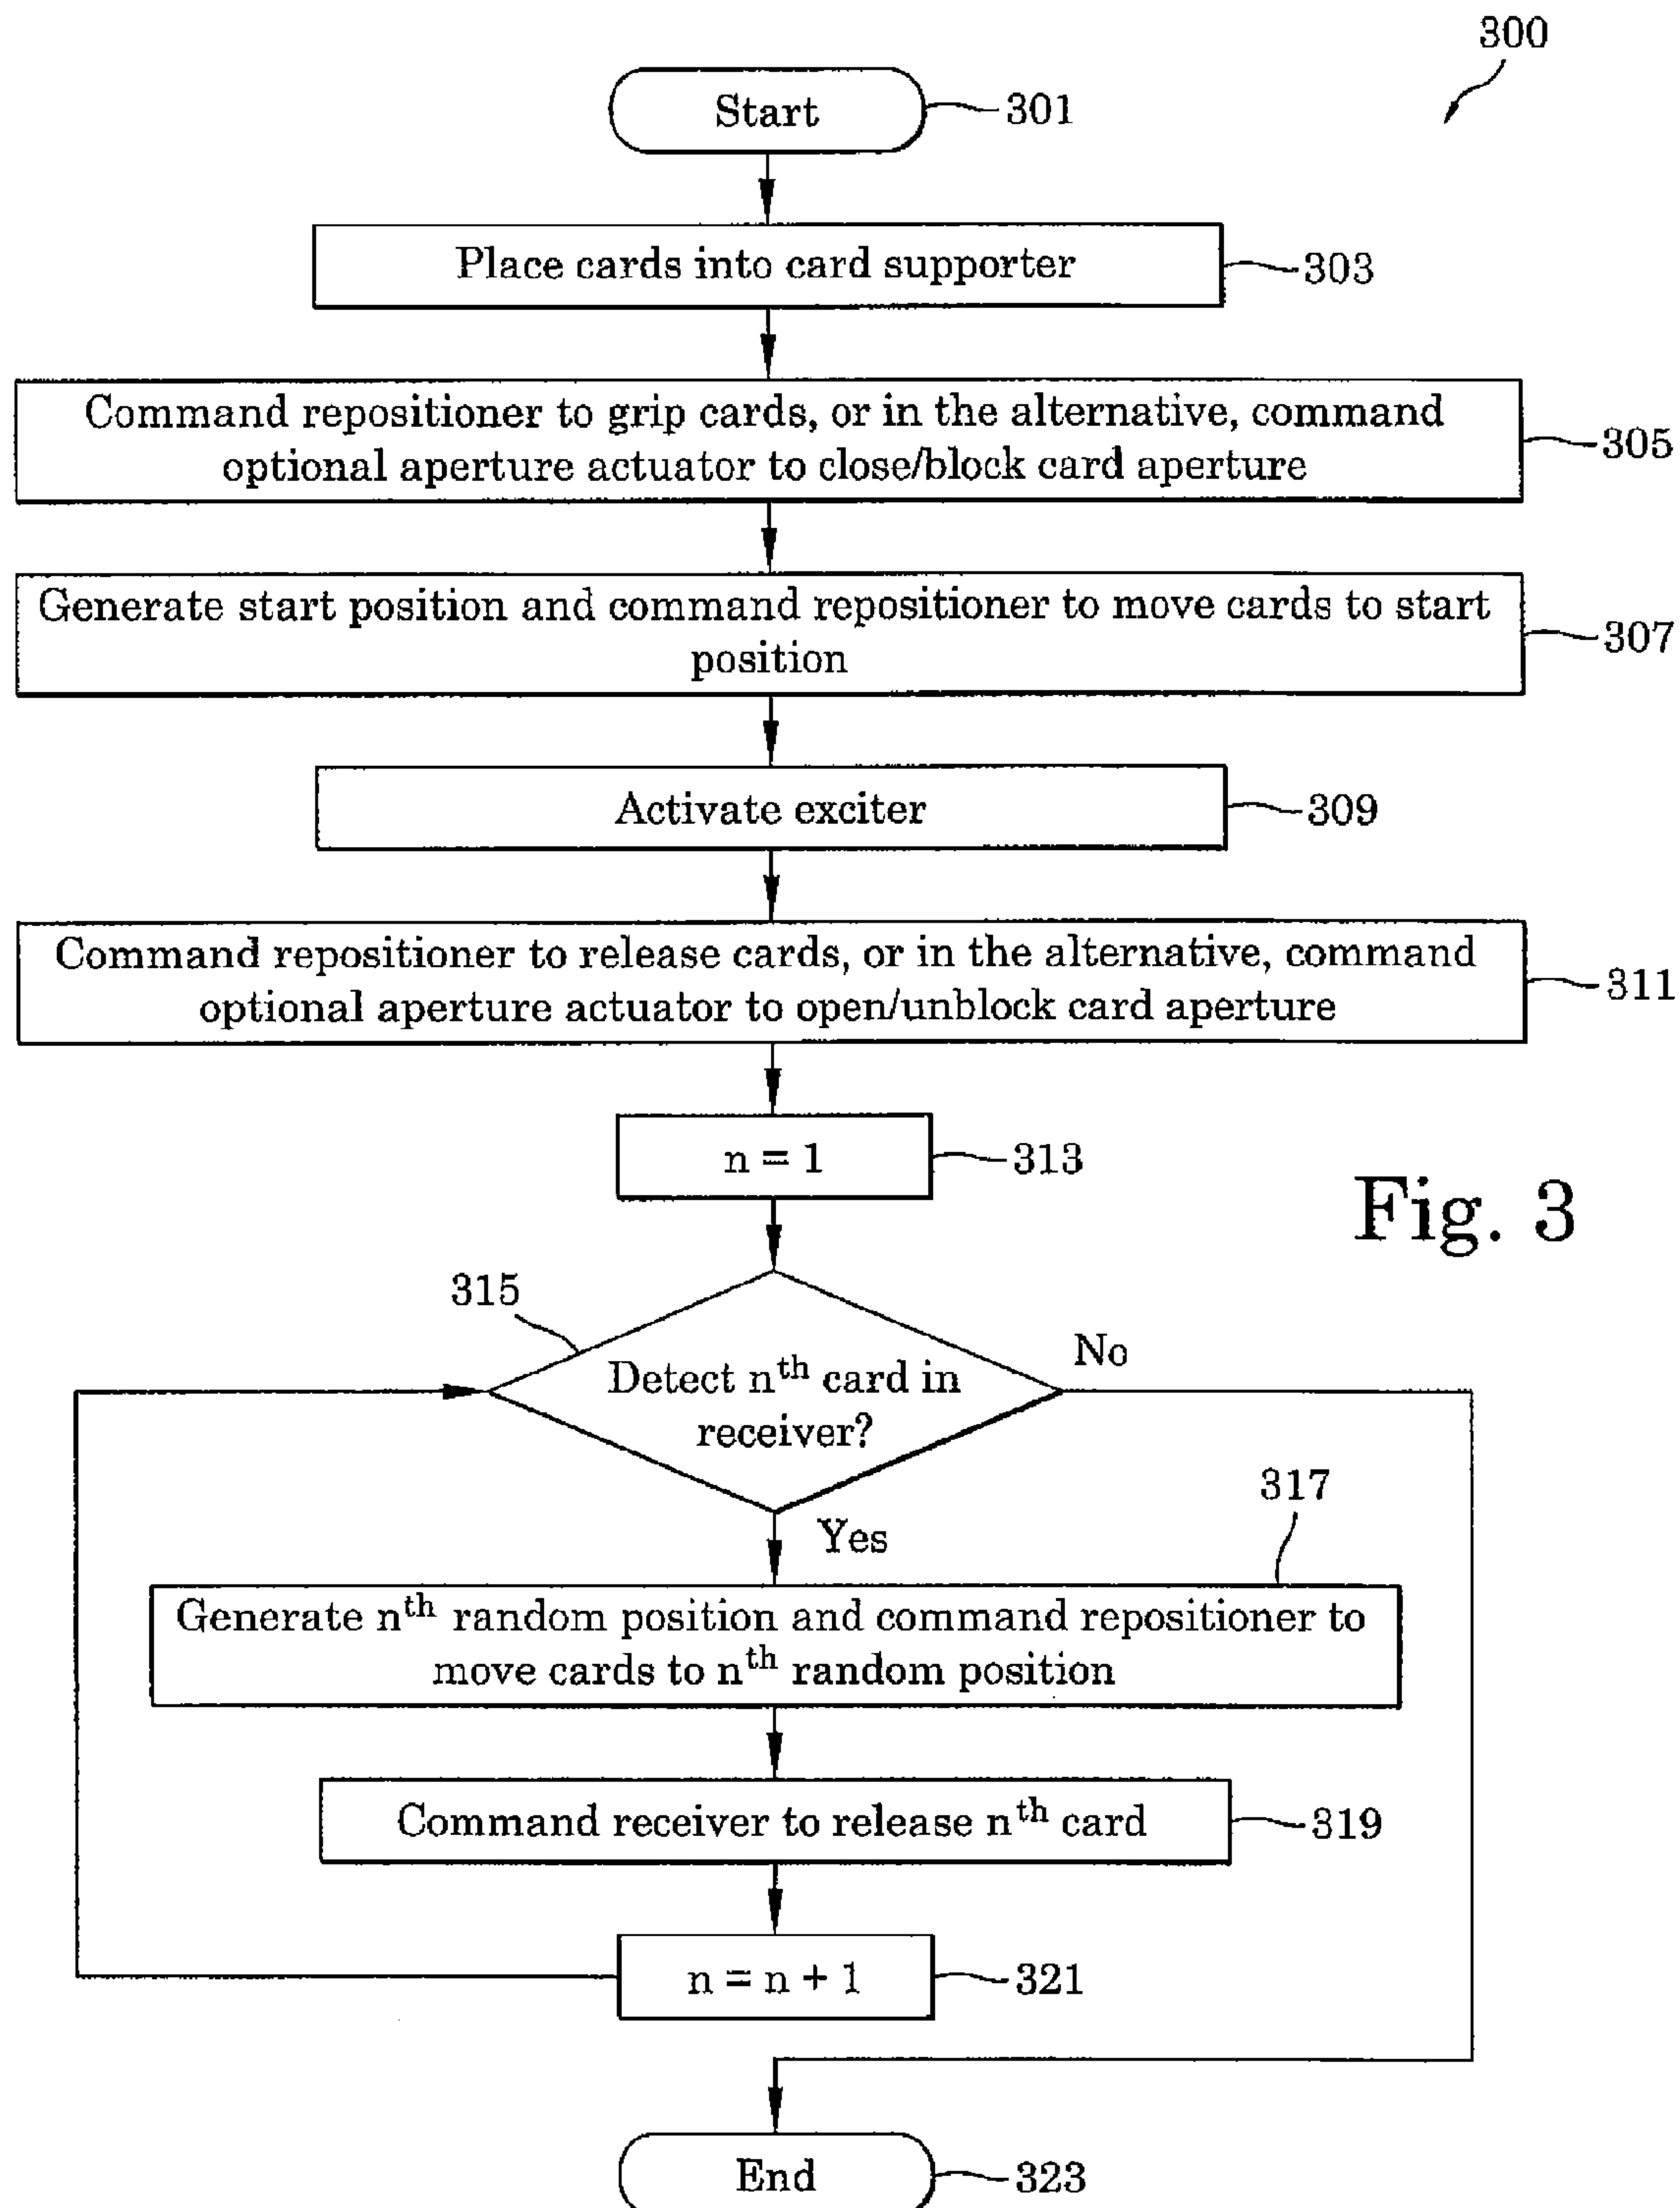 300
Start
301
Place cards into card supporter
303
Command repositioner to grip cards, or in the alternative, command
optional aperture actuator to close/block card aperture
305
Generate start position and command repositioner to move cards to start
position
307
Activate exciter
309
Command repositioner to release cards, or in the alternative, command
optional aperture actuator to open/unblock card aperture
311
n = 1
313
Fig. 3
315
Detect nth card in
receiver?
No
Yes
317
Generate nth random position and command repositioner to
move cards to nth random position
Command receiver to release nth card
319
n = n + 1
321
End
323